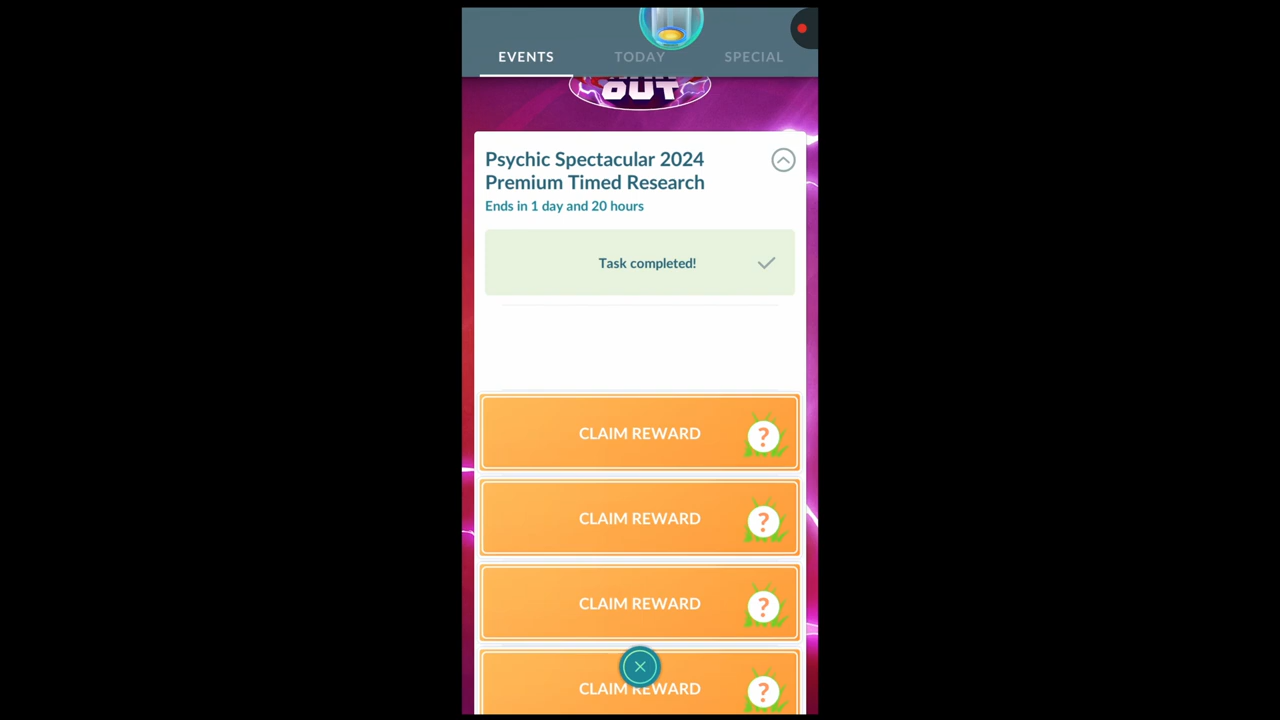 EVENTS TODAY SPECIAL
OUT
Psychic Spectacular 2024
Premium Timed Research
Ends in 1 day and 20 hours
Task completed!
CLAIM REWARD ?
CLAIM REWARD ?
CLAIM REWARD ?
CLAIM REWARD ?